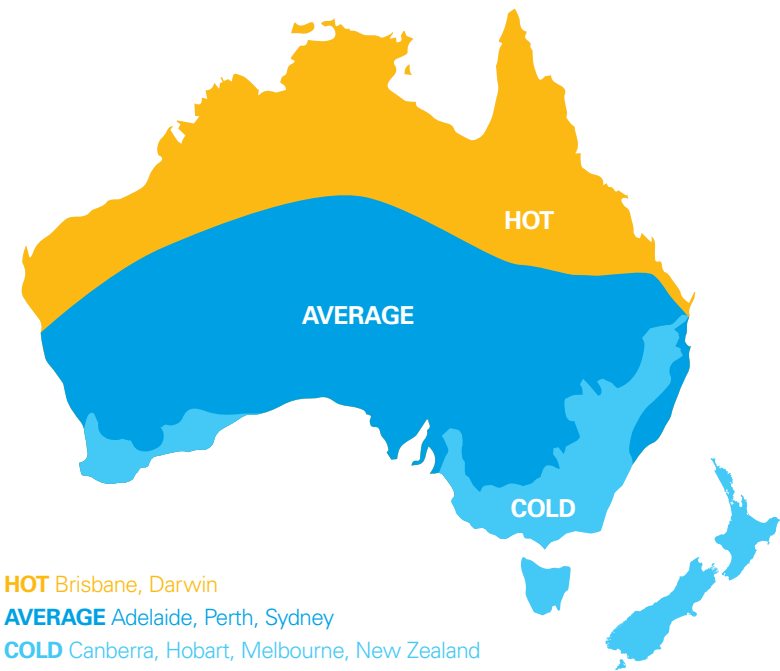 HOT
AVERAGE
COLD
HOT Brisbane, Darwin
AVERAGE Adelaide, Perth, Sydney
COLD Canberra, Hobart, Melbourne, New Zealand